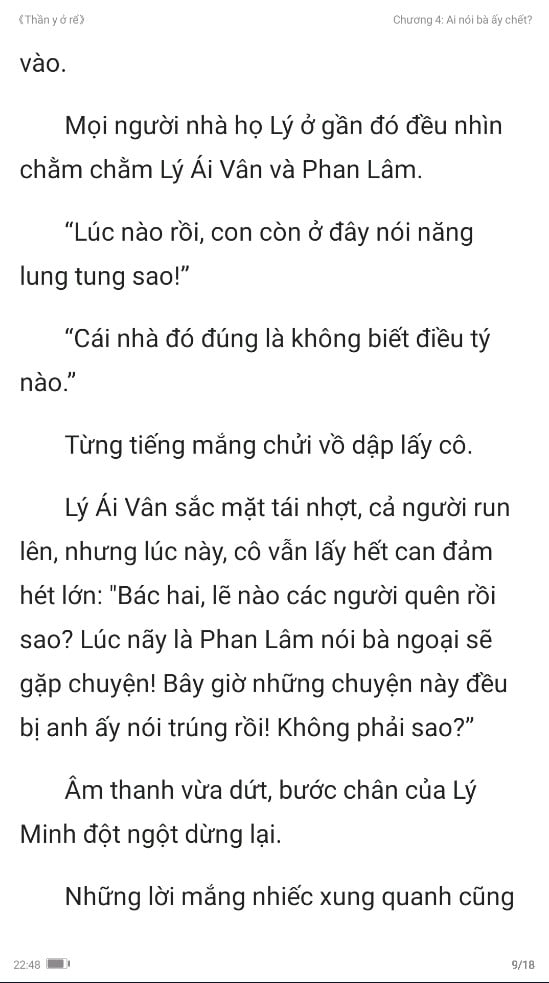 《Thần y ở rể》
Chương 4: Ai nói bà ấy chết?
vào.
Mọi người nhà họ Lý ở gần đó đều nhìn
chằm chằm Lý Ái Vân và Phan Lâm.
“Lúc nào rồi, con còn ở đây nói năng
lung tung sao!”
“Cái nhà đó đúng là không biết điều tý
nào.”
Từng tiếng mắng chửi vồ dập lấy cô.
Lý Ái Vân sắc mặt tái nhợt, cả người run
lên, nhưng lúc này, cô vẫn lấy hết can đảm
hét lớn: "Bác hai, lẽ nào các người quên rồi
sao? Lúc nãy là Phan Lâm nói bà ngoại sẽ
gặp chuyện! Bây giờ những chuyện này đều
bị anh ấy nói trúng rồi! Không phải sao?”
Âm thanh vừa dứt, bước chân của Lý
Minh đột ngột dừng lại.
Những lời mắng nhiếc xung quanh cũng
22:48
9/18